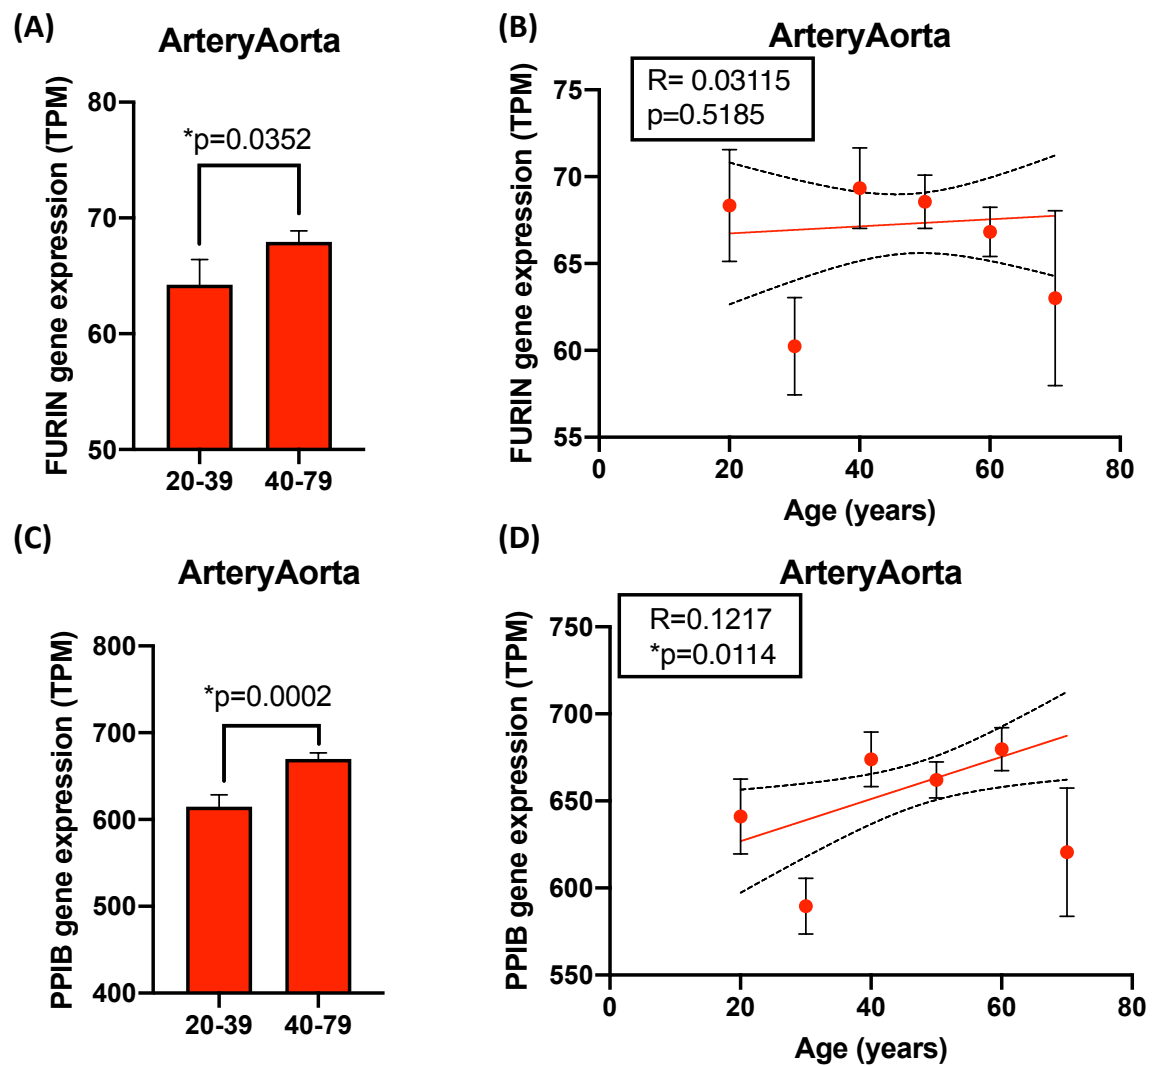 (A)
ArteryAorta
FURIN gene expression (TPM)
80
70
60
50
*p=0.0352
20-39 40-79
(B)
ArteryAorta
R= 0.03115
p=0.5185
FURIN gene expression (TPM)
75
70
65
60
55
0 20 40 60 80
Age (years)
(C)
ArteryAorta
PPIB gene expression (TPM)
800
700
600
500
400
*p=0.0002
20-39 40-79
(D)
ArteryAorta
R=0.1217
*p=0.0114
PPIB gene expression (TPM)
750
700
650
600
550
0 20 40 60 80
Age (years)